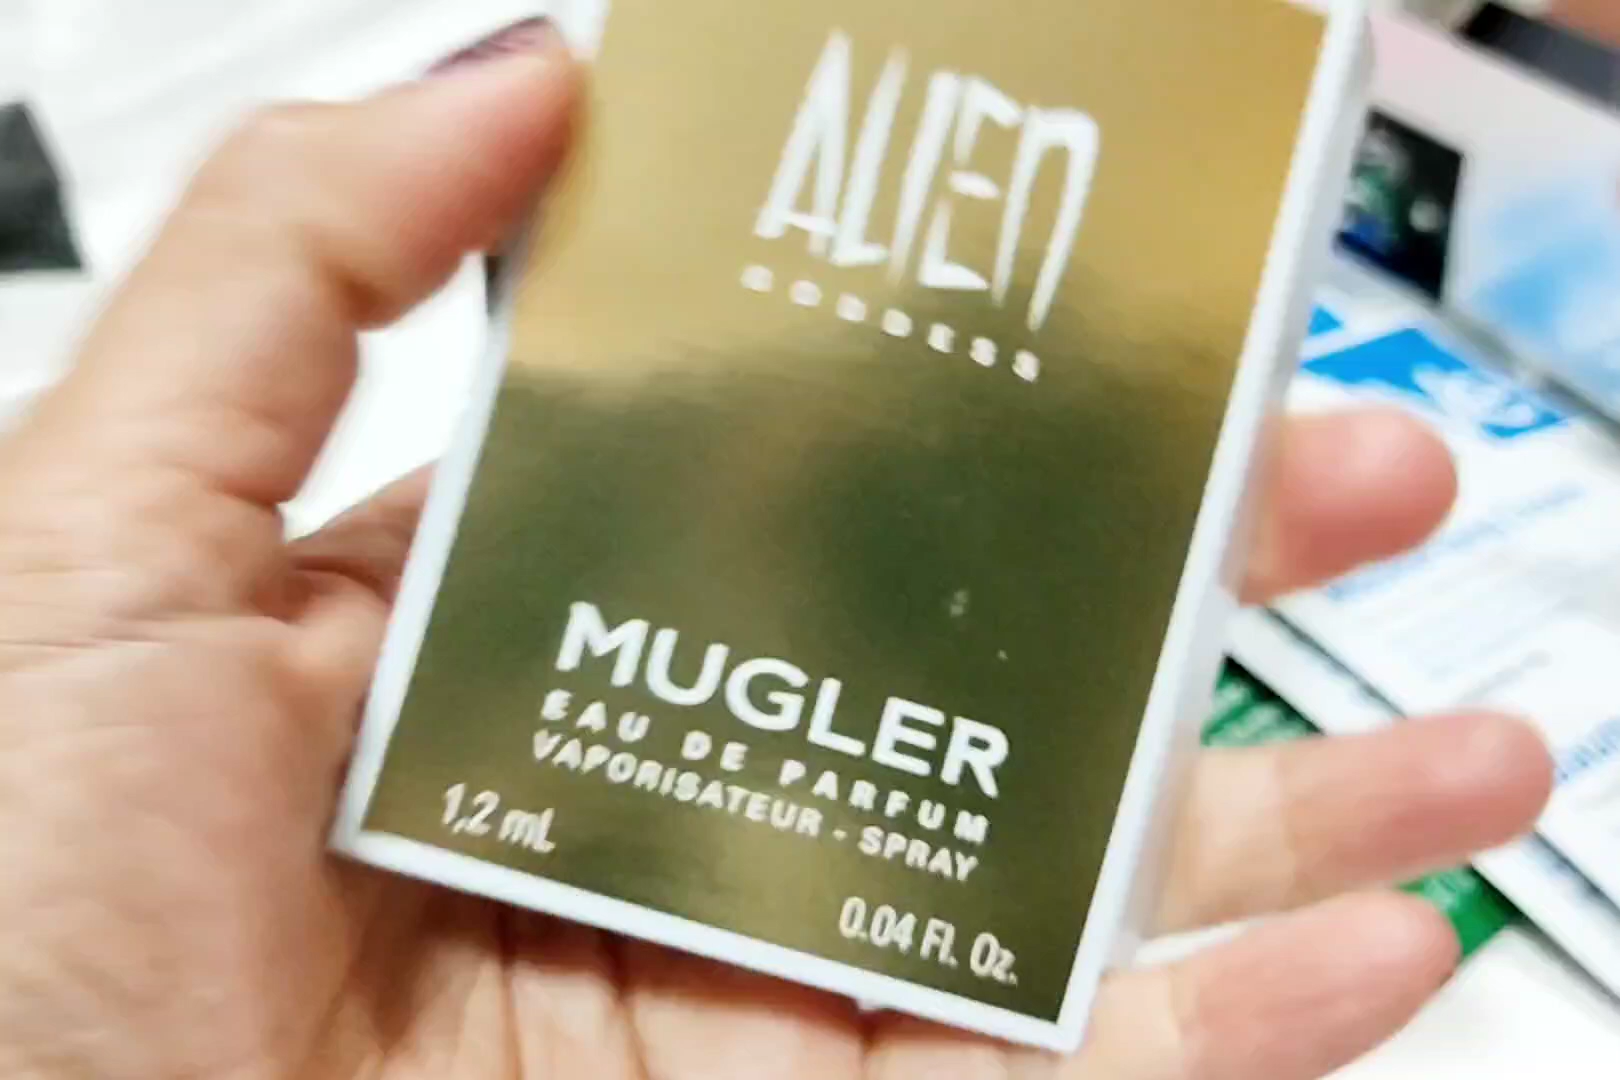 ALIEN
GODDESS
MUGLER
EAU DE PARFUM
VAPORISATEUR - SPRAY
1,2 mL
0.04 Fl. Oz.